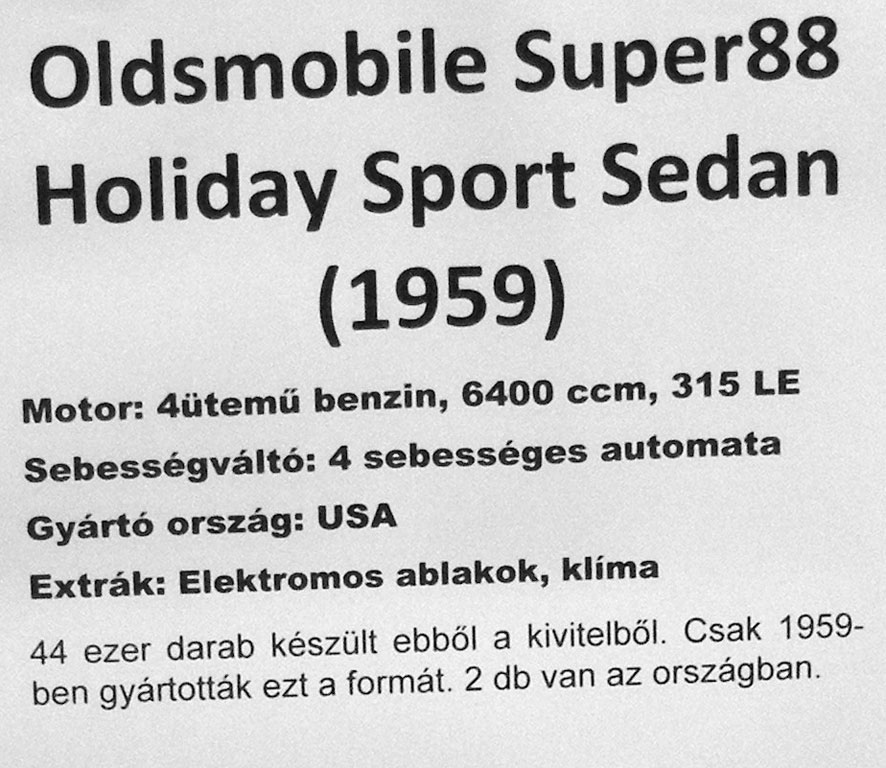 Oldsmobile Super88
Holiday Sport Sedan
(1959)
Motor: 4ütemű benzin, 6400 ccm, 315 LE
Sebességváltó: 4 sebességes automata
Gyártó ország: USA
Extrák: Elektromos ablakok, klíma
44 ezer darab készült ebből a kivitelből. Csak 1959-
ben gyártották ezt a formát. 2 db van az országban.